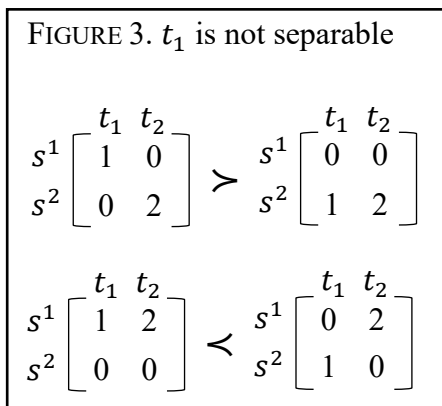 FIGURE 3. t₁ is not separable
t₁ t₂ t₁ t₂
s¹ 1 0 ≻ s¹ 0 0
s² 0 2 s² 1 2
t₁ t₂ t₁ t₂
s¹ 1 2 ≺ s¹ 0 2
s² 0 0 s² 1 0